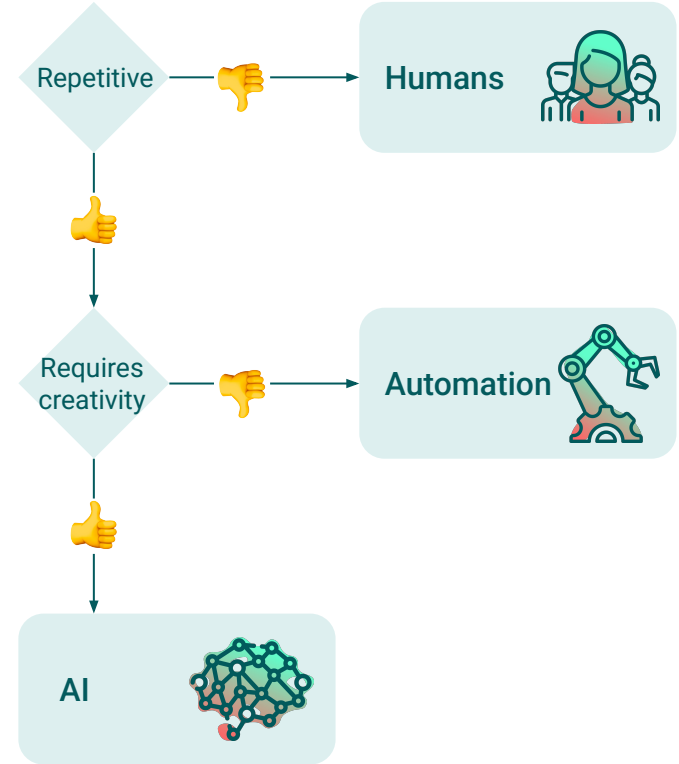 Repetitive
Humans
Requires
creativity
Automation
AI